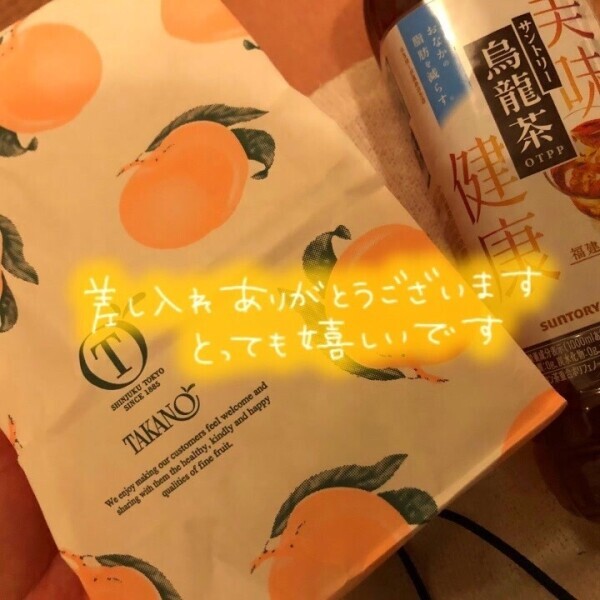 差し入れありがとうございます
とっても嬉しいです
T
SHINJUKU TOKYO
SINCE 1885
TAKANO
We enjoy making our customers feel welcome and
sharing with them the healthy, kindly and happy
qualities of fine fruit.
おなかの
脂肪を減らす。
サントリー
烏龍茶
OTPP
美味
健康
福建
SUNTORY